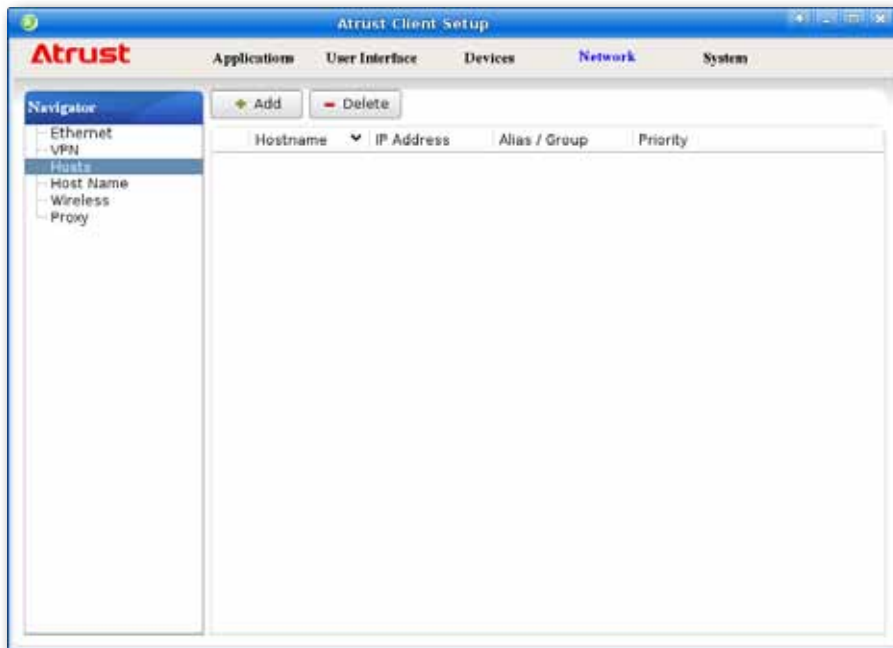 Atrust Client Setup
Atrust Applications User Interface Devices Network System
Navigator
Ethernet
VPN
Hosts
Host Name
Wireless
Proxy
Add Delete
Hostname IP Address Alias / Group Priority